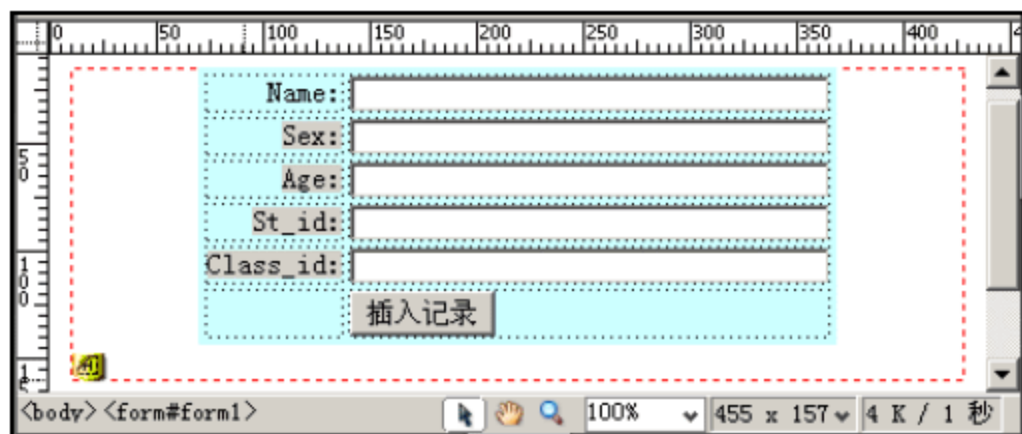 0 50 100 150 200 250 300 350 400 4
Name:
Sex:
50
Age:
St_id:
Class_id:
100
插入记录
<body> <form#form1> 100% 455 x 157 4 K / 1 秒